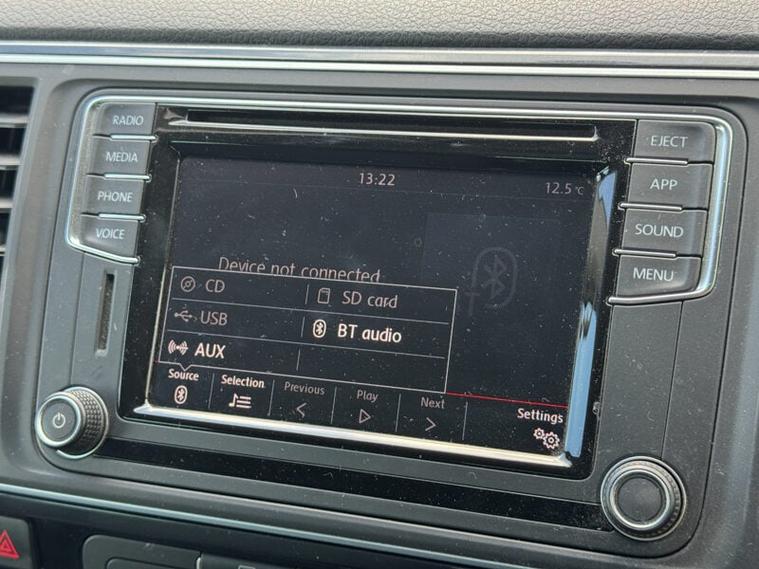 RADIO
MEDIA
PHONE
VOICE
EJECT
APP
SOUND
MENU
13:22
12.5 °C
Device not connected
CD
SD card
USB
BT audio
AUX
Source
Selection
Previous
Play
Next
Settings